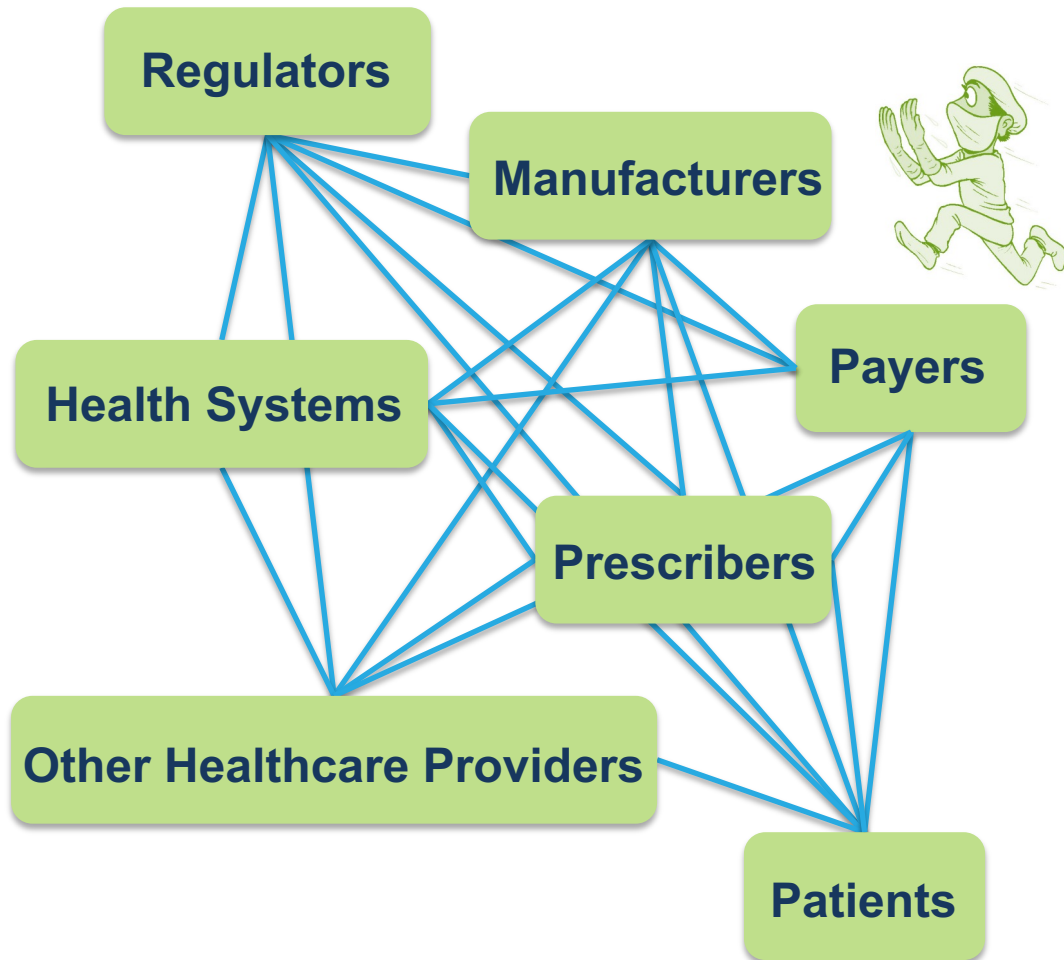 Regulators
Manufacturers
Payers
Health Systems
Prescribers
Other Healthcare Providers
Patients